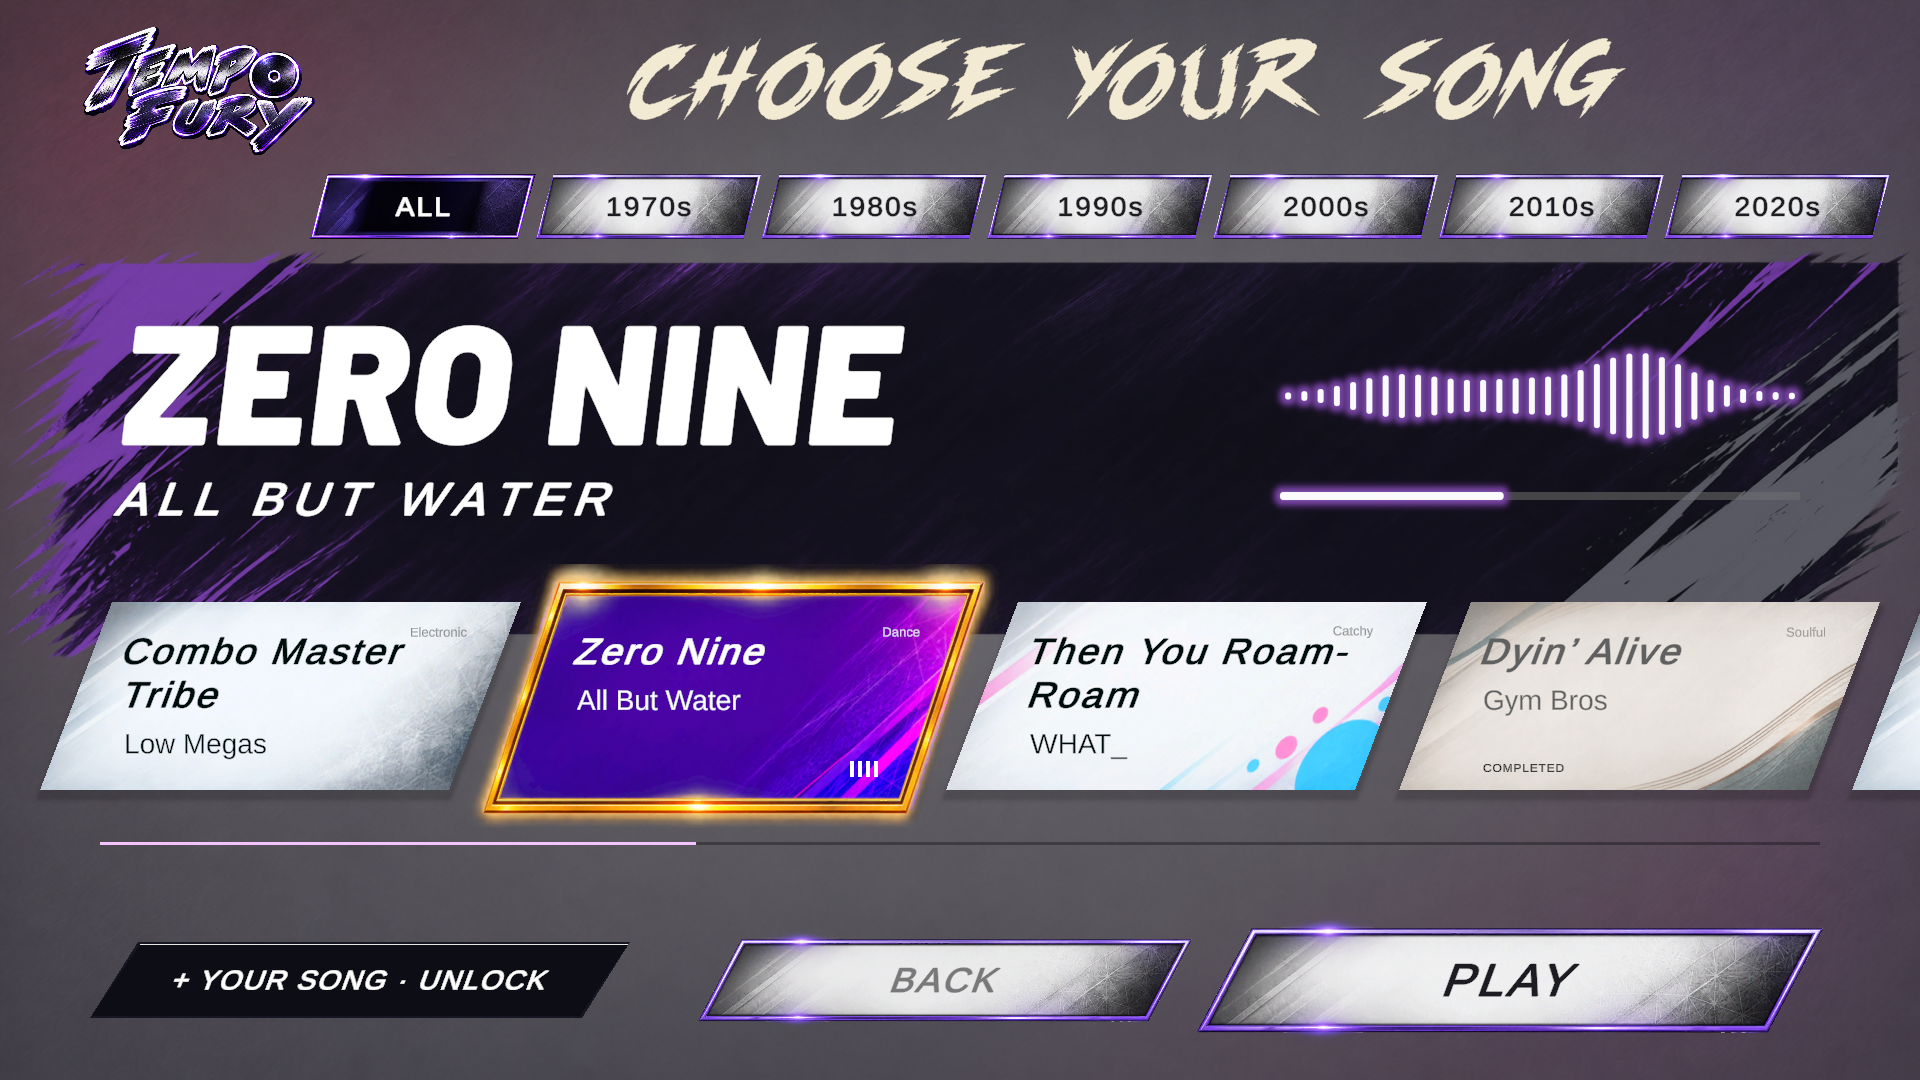 TEMPO
FURY
CHOOSE YOUR SONG
ALL
1970s
1980s
1990s
2000s
2010s
2020s
ZERO NINE
ALL BUT WATER
Combo Master
Tribe
Electronic
Low Megas
Zero Nine
Dance
All But Water
Then You Roam-
Roam
Catchy
WHAT_
Dyin’ Alive
Soulful
Gym Bros
COMPLETED
+ YOUR SONG · UNLOCK
BACK
PLAY